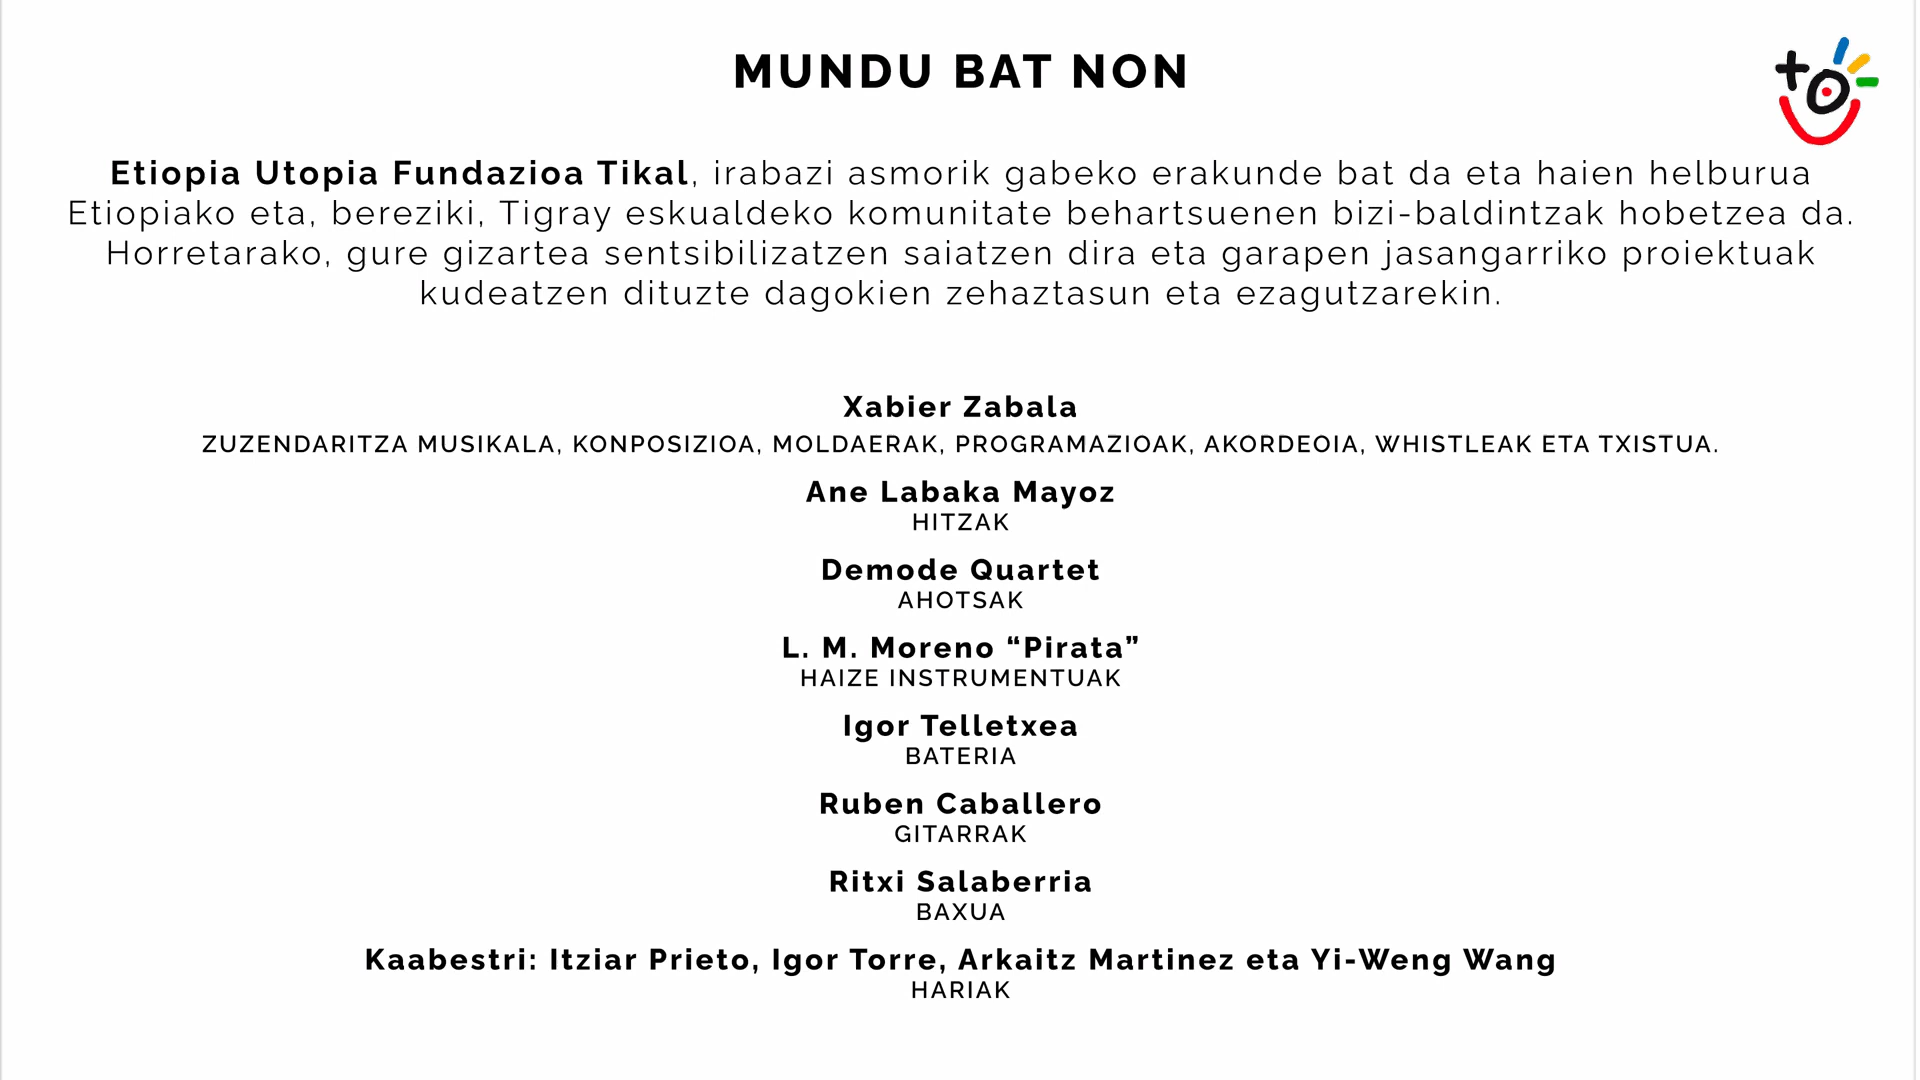 MUNDU BAT NON
to
Etiopia Utopia Fundazioa Tikal, irabazi asmorik gabeko erakunde bat da eta haien helburua
Etiopiako eta, bereziki, Tigray eskualdeko komunitate behartsuenen bizi-baldintzak hobetzea da.
Horretarako, gure gizartea sentsibilizatzen saiatzen dira eta garapen jasangarriko proiektuak
kudeatzen dituzte dagokien zehaztasun eta ezagutzarekin.
Xabier Zabala
ZUZENDARITZA MUSIKALA, KONPOSIZIOA, MOLDAERAK, PROGRAMAZIOAK, AKORDEOIA, WHISTLEAK ETA TXISTUA.
Ane Labaka Mayoz
HITZAK
Demode Quartet
AHOTSAK
L. M. Moreno “Pirata”
HAIZE INSTRUMENTUAK
Igor Telletxea
BATERIA
Ruben Caballero
GITARRAK
Ritxi Salaberria
BAXUA
Kaabestri: Itziar Prieto, Igor Torre, Arkaitz Martinez eta Yi-Weng Wang
HARIAK